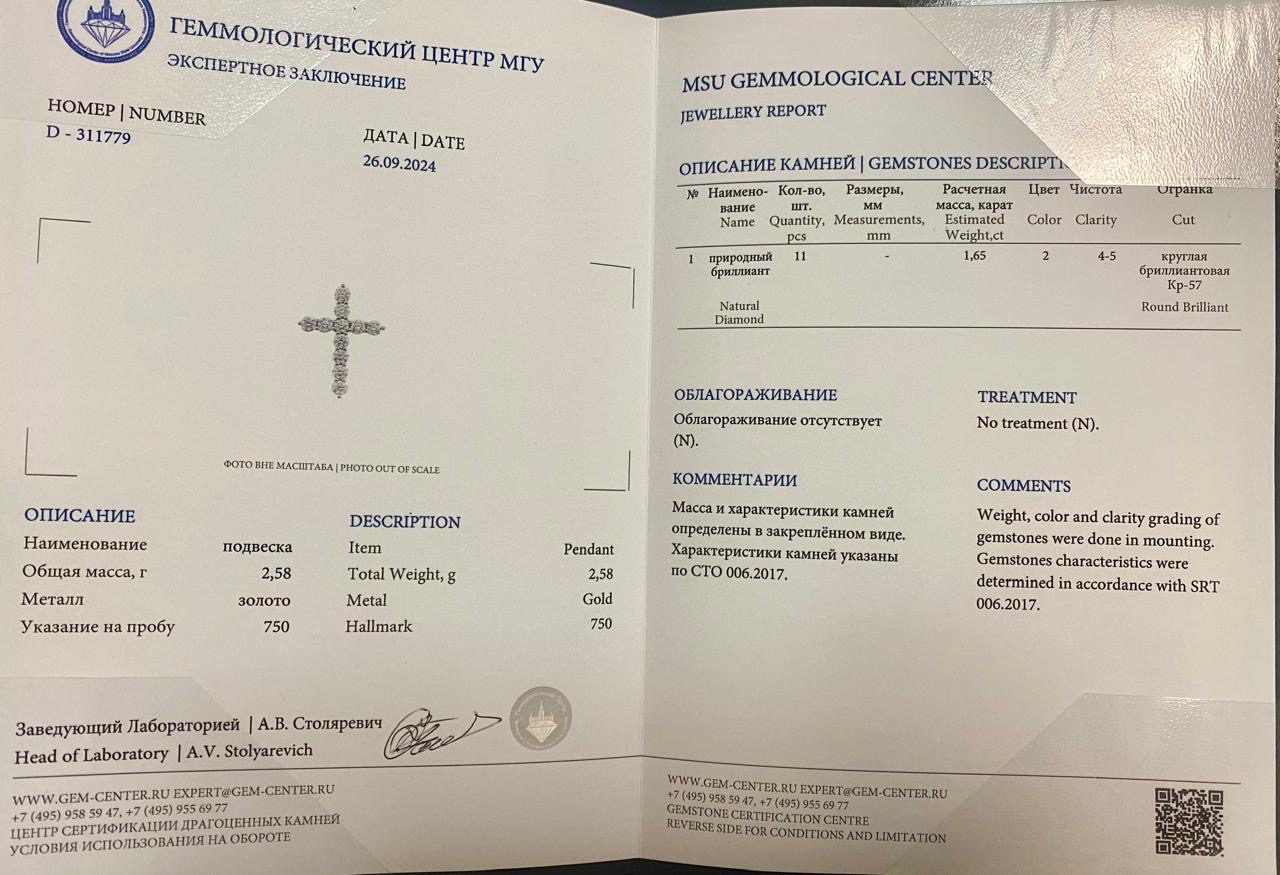 ГЕММОЛОГИЧЕСКИЙ ЦЕНТР МГУ
ЭКСПЕРТНОЕ ЗАКЛЮЧЕНИЕ
НОМЕР | NUMBER
D - 311779
ДАТА | DATE
26.09.2024
ФОТО ВНЕ МАСШТАБА | PHOTO OUT OF SCALE
ОПИСАНИЕ
Наименование подвеска
Общая масса, г 2,58
Металл золото
Указание на пробу 750
DESCRIPTION
Item Pendant
Total Weight, g 2,58
Metal Gold
Hallmark 750
Заведующий Лабораторией | А.В. Столяревич
Head of Laboratory | A.V. Stolyarevich
WWW.GEM-CENTER.RU EXPERT@GEM-CENTER.RU
+7 (495) 958 59 47, +7 (495) 955 69 77
ЦЕНТР СЕРТИФИКАЦИИ ДРАГОЦЕННЫХ КАМНЕЙ
УСЛОВИЯ ИСПОЛЬЗОВАНИЯ НА ОБОРОТЕ
MSU GEMMOLOGICAL CENTER
JEWELLERY REPORT
ОПИСАНИЕ КАМНЕЙ | GEMSTONES DESCRIPTI
№ Наимено- Кол-во, Размеры, Расчетная Цвет Чистота Огранка
вание шт. мм масса, карат
Name Quantity, Measurements, Estimated Color Clarity Cut
pcs mm Weight,ct
1 природный 11 - 1,65 2 4-5 круглая
бриллиант бриллиантовая
Кр-57
Natural Round Brilliant
Diamond
ОБЛАГОРАЖИВАНИЕ
Облагораживание отсутствует
(N).
TREATMENT
No treatment (N).
КОММЕНТАРИИ
Масса и характеристики камней
определены в закреплённом виде.
Характеристики камней указаны
по СТО 006.2017.
COMMENTS
Weight, color and clarity grading of
gemstones were done in mounting.
Gemstones characteristics were
determined in accordance with SRT
006.2017.
WWW.GEM-CENTER.RU EXPERT@GEM-CENTER.RU
+7 (495) 958 59 47, +7 (495) 955 69 77
GEMSTONE CERTIFICATION CENTRE
REVERSE SIDE FOR CONDITIONS AND LIMITATION